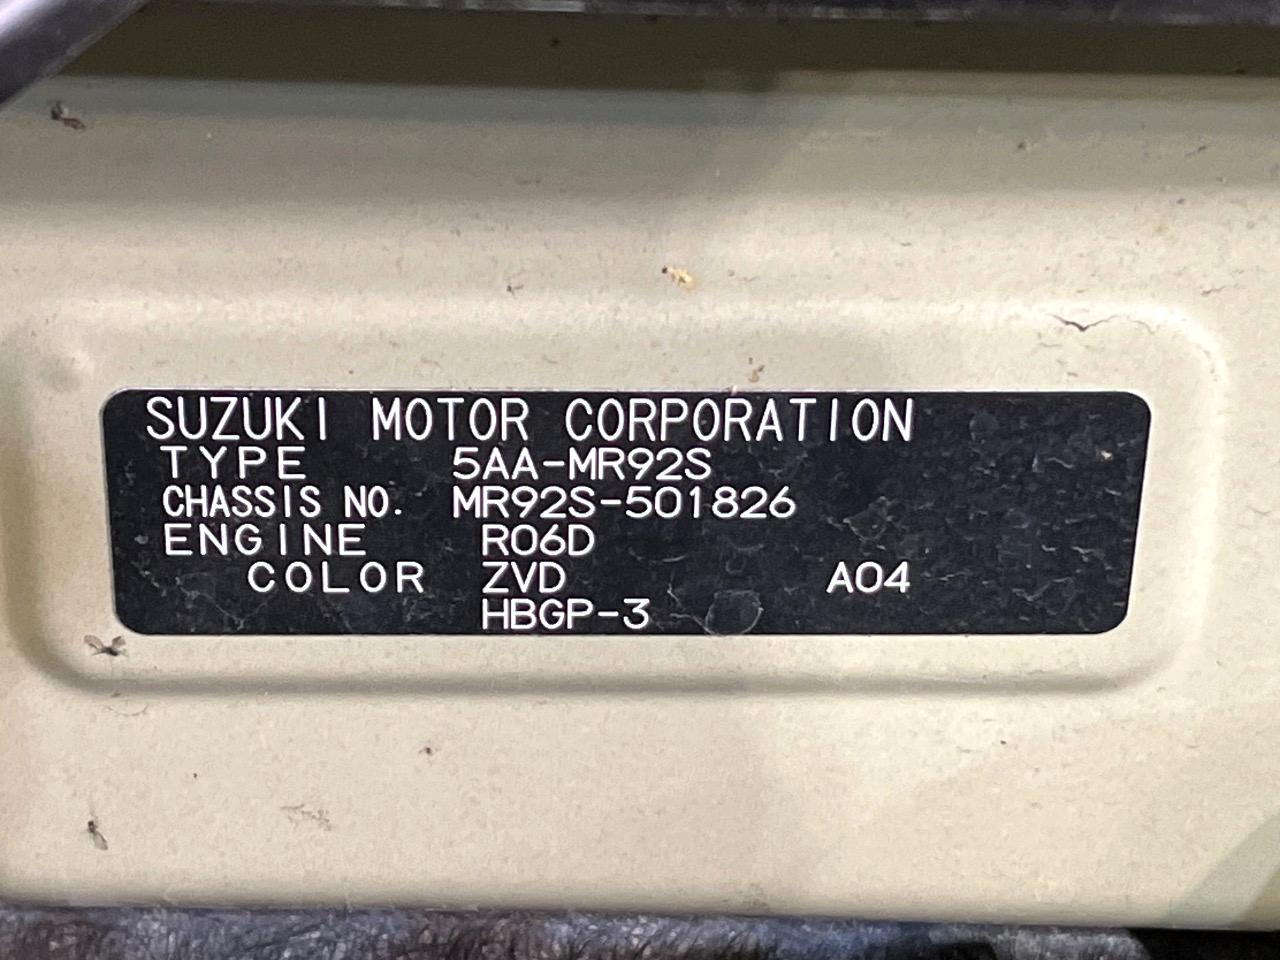 SUZUKI MOTOR CORPORATION
TYPE 5AA-MR92S
CHASSIS NO. MR92S-501826
ENGINE R06D
COLOR ZVD A04
HBGP-3